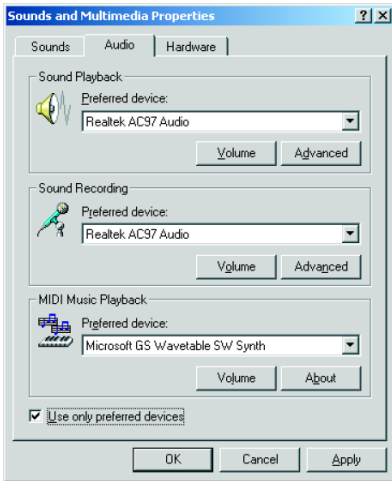 Sounds and Multimedia Properties
Sounds Audio Hardware
Sound Playback
Preferred device:
Realtek AC97 Audio
Volume Advanced
Sound Recording
Preferred device:
Realtek AC97 Audio
Volume Advanced
MIDI Music Playback
Preferred device:
Microsoft GS Wavetable SW Synth
Volume About
Use only preferred devices
OK Cancel Apply